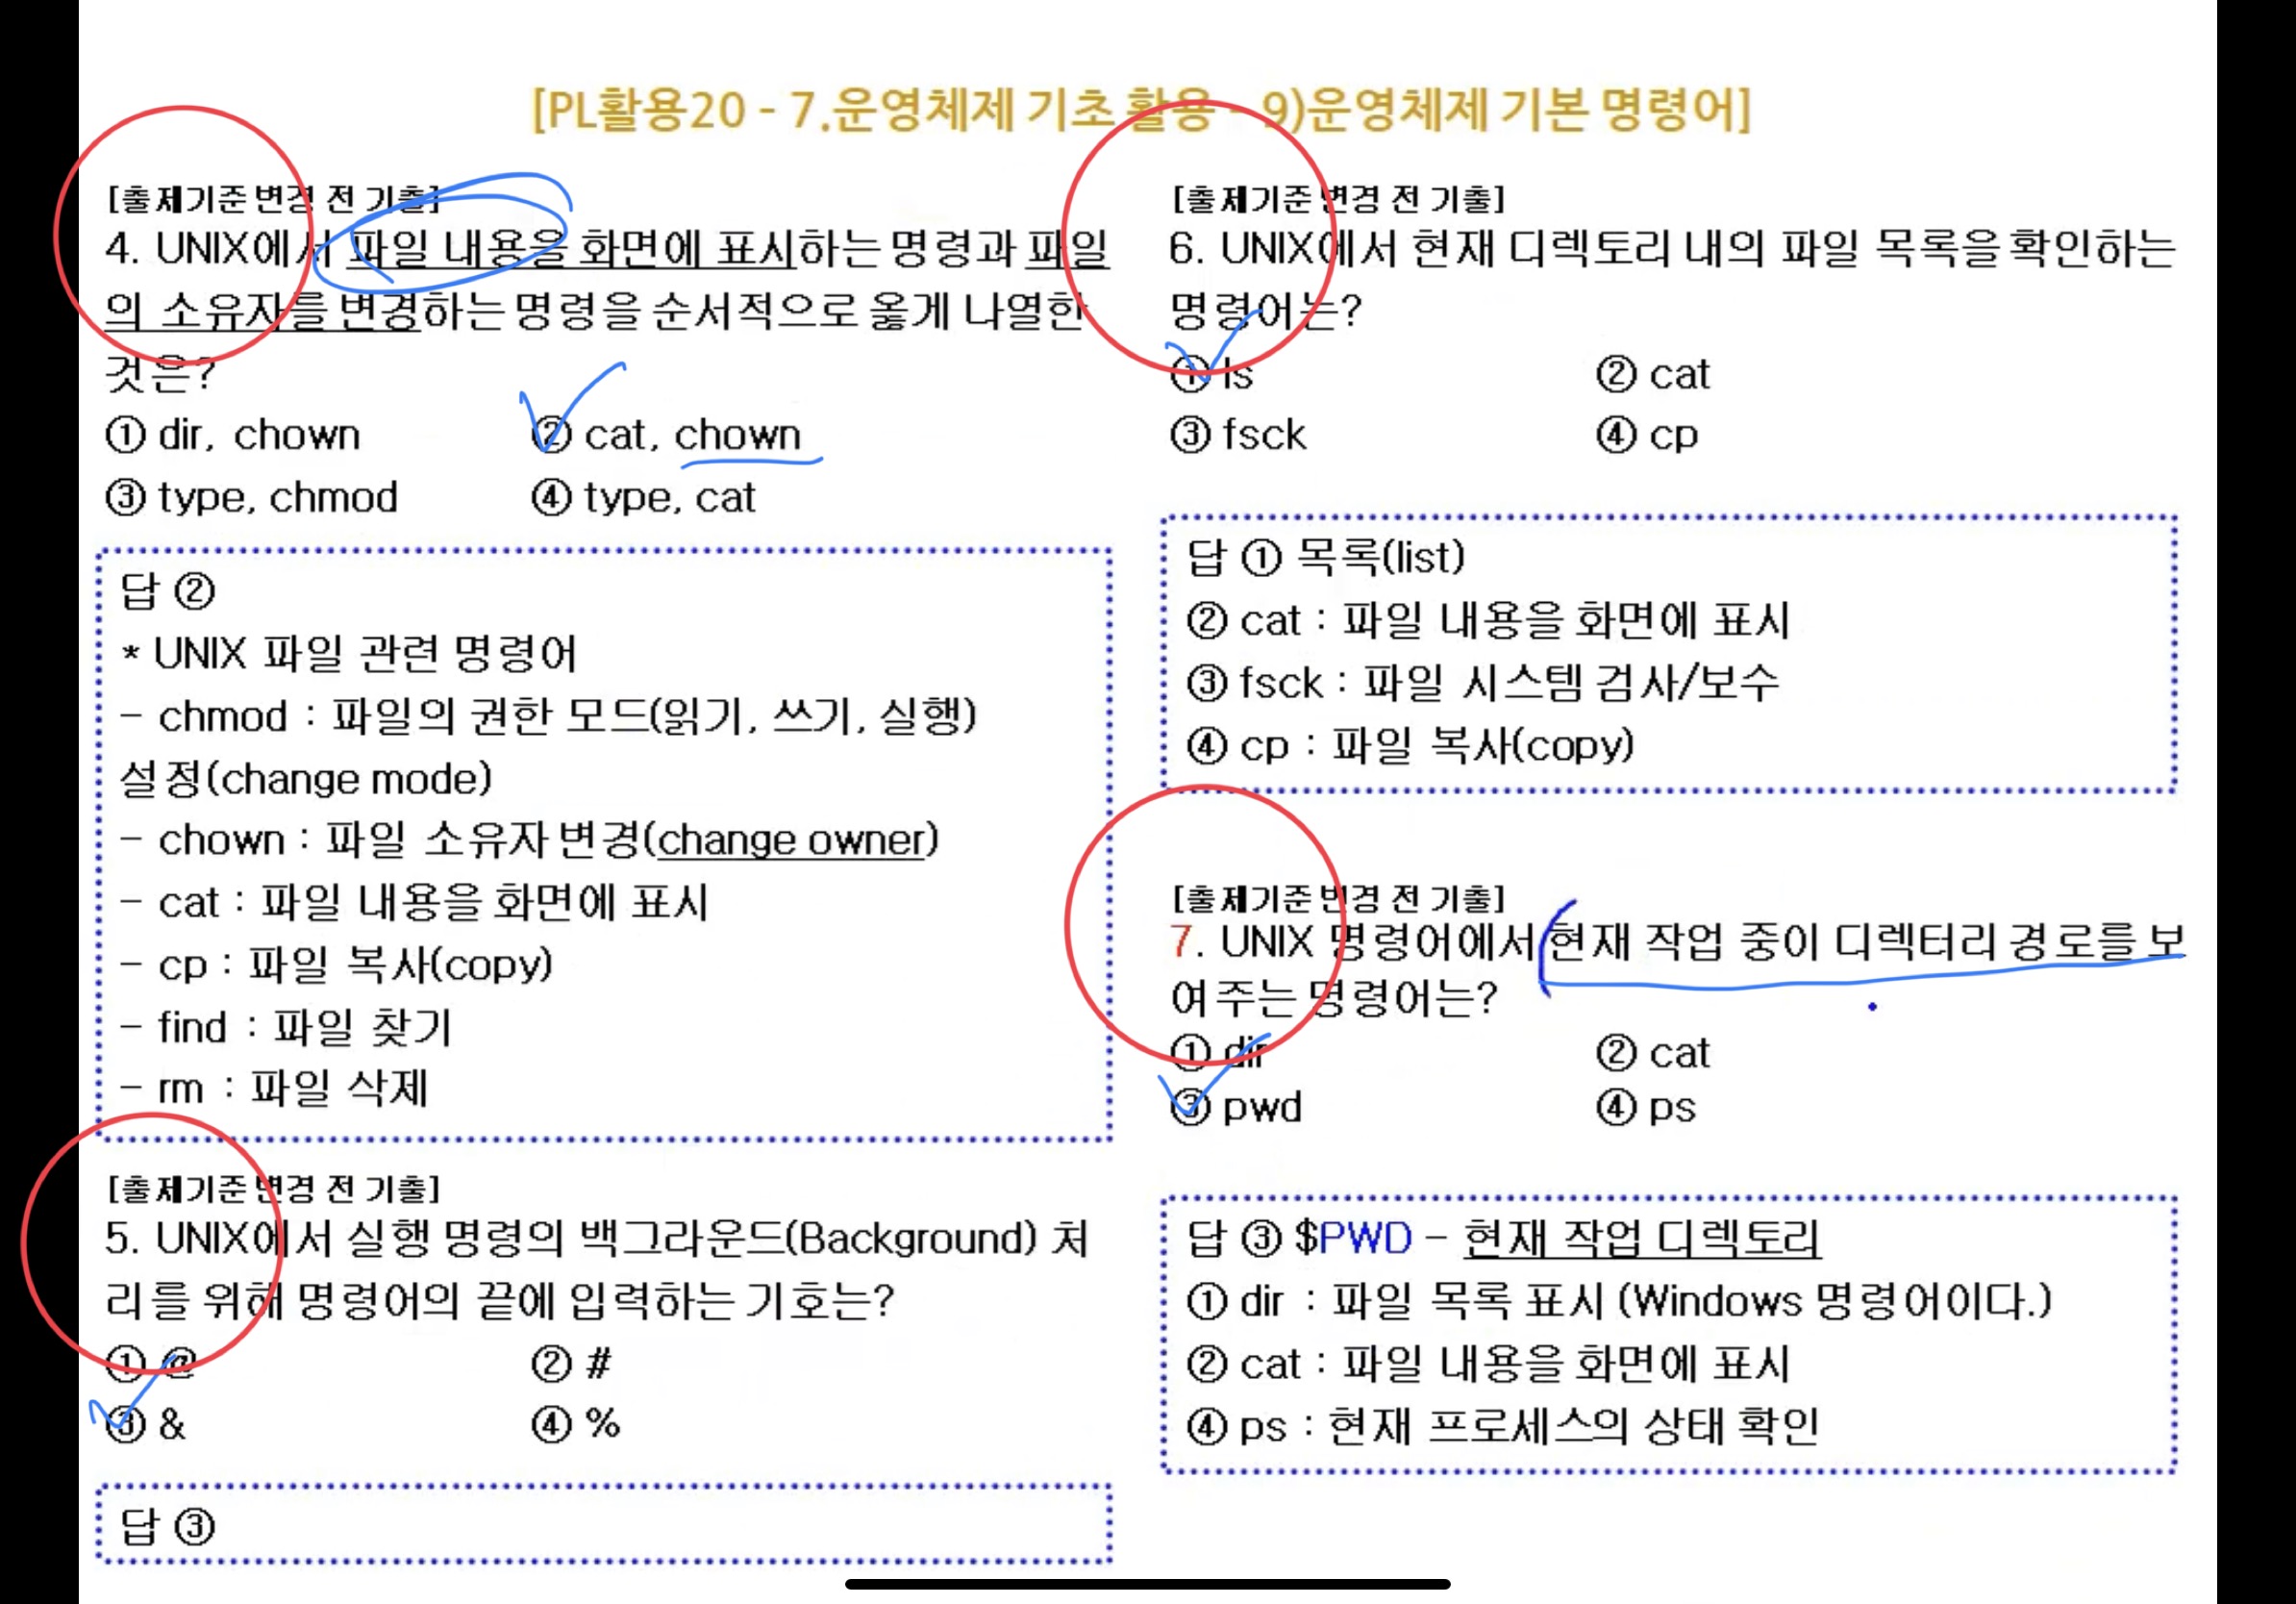 [PL활용20 - 7.운영체제 기초 활용 - 9)운영체제 기본 명령어]
[출제기준 변경 전 기출]
4. UNIX에서 파일 내용을 화면에 표시하는 명령과 파일
의 소유자를 변경하는 명령을 순서적으로 옳게 나열한
것은?
① dir, chown ② cat, chown
③ type, chmod ④ type, cat
답 ②
* UNIX 파일 관련 명령어
- chmod : 파일의 권한 모드(읽기, 쓰기, 실행)
설정(change mode)
- chown : 파일 소유자 변경(change owner)
- cat : 파일 내용을 화면에 표시
- cp : 파일 복사(copy)
- find : 파일 찾기
- rm : 파일 삭제
[출제기준 변경 전 기출]
5. UNIX에서 실행 명령의 백그라운드(Background) 처
리를 위해 명령어의 끝에 입력하는 기호는?
① @ ② #
③ & ④ %
답 ③
[출제기준 변경 전 기출]
6. UNIX에서 현재 디렉토리 내의 파일 목록을 확인하는
명령어는?
① ls ② cat
③ fsck ④ cp
답 ① 목록(list)
② cat : 파일 내용을 화면에 표시
③ fsck : 파일 시스템 검사/보수
④ cp : 파일 복사(copy)
[출제기준 변경 전 기출]
7. UNIX 명령어에서 현재 작업 중이 디렉터리 경로를 보
여 주는 명령어는?
① dir ② cat
③ pwd ④ ps
답 ③ $PWD - 현재 작업 디렉토리
① dir : 파일 목록 표시 (Windows 명령어이다.)
② cat : 파일 내용을 화면에 표시
④ ps : 현재 프로세스의 상태 확인